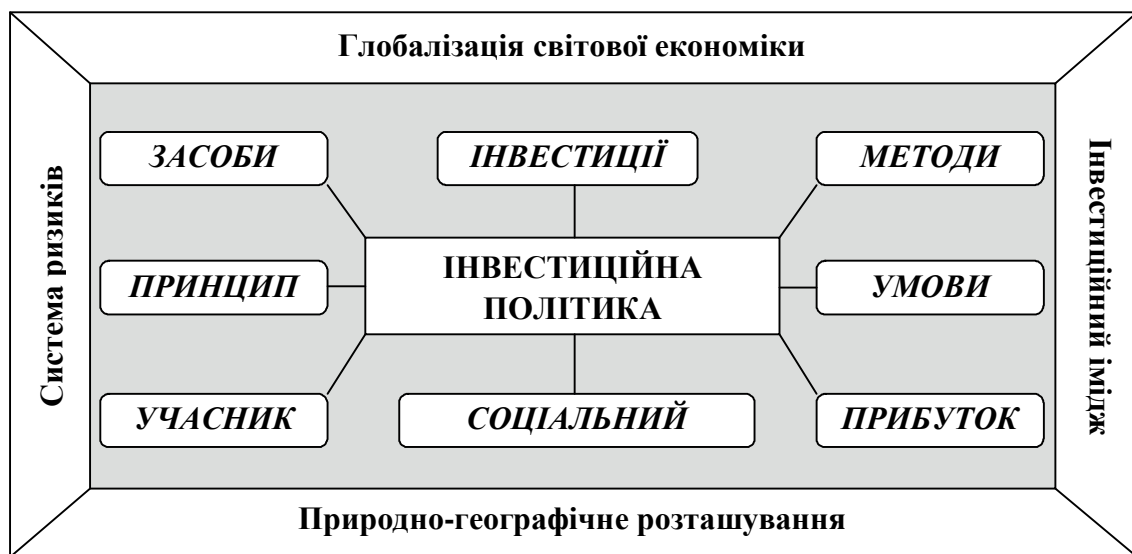 Глобалізація світової економіки
Система ризиків
Інвестиційний імідж
ЗАСОБИ
ІНВЕСТИЦІЇ
МЕТОДИ
ПРИНЦИП
ІНВЕСТИЦІЙНА
ПОЛІТИКА
УМОВИ
УЧАСНИК
СОЦІАЛЬНИЙ
ПРИБУТОК
Природно-географічне розташування